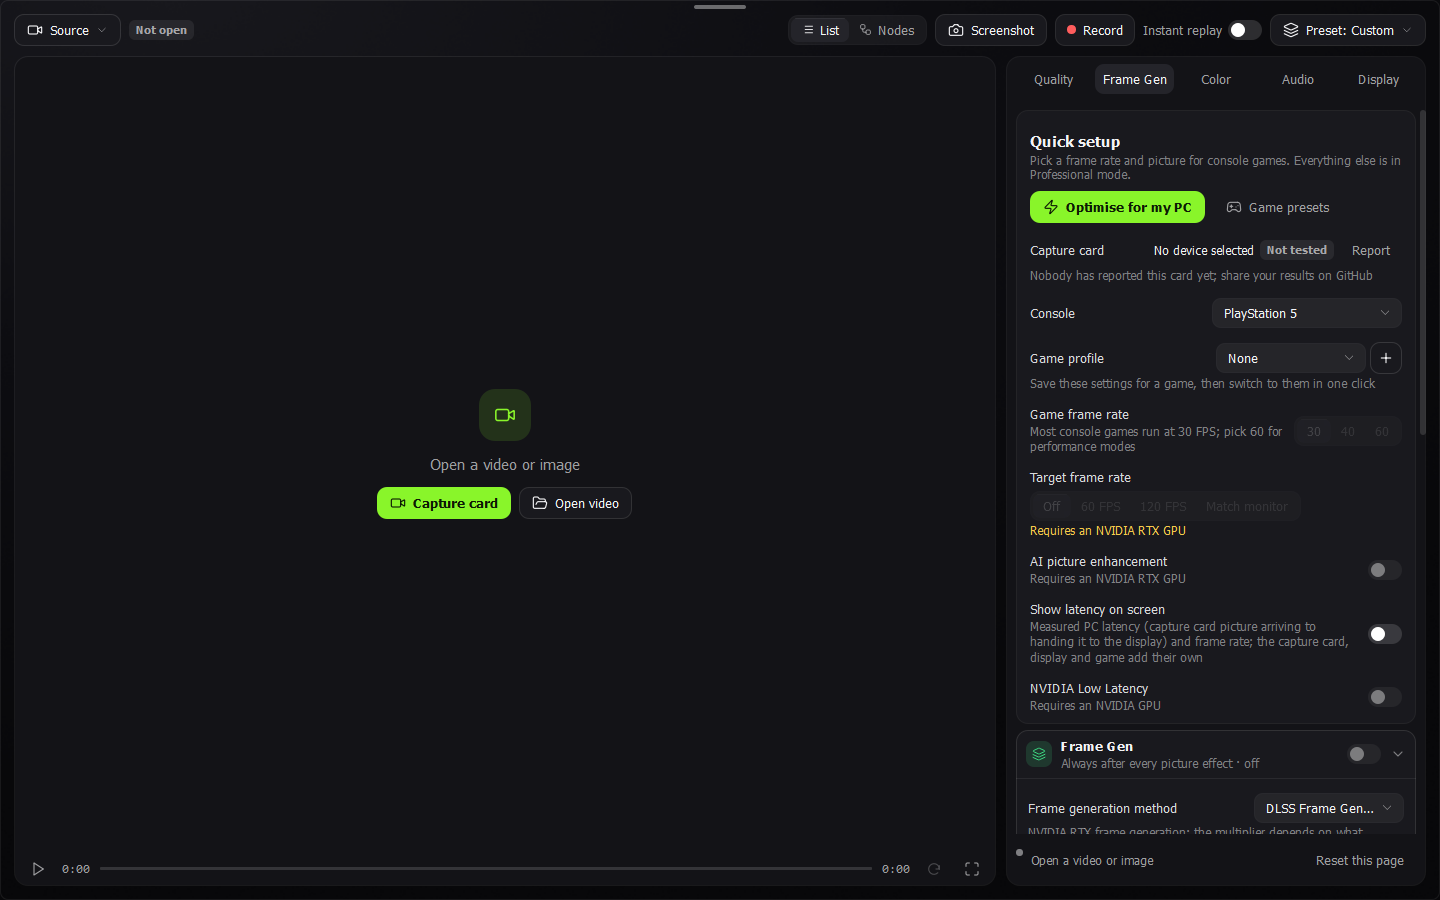 Source
Not open
List
Nodes
Screenshot
Record
Instant replay
Preset: Custom
Quality
Frame Gen
Color
Audio
Display
Quick setup
Pick a frame rate and picture for console games. Everything else is in
Professional mode.
Optimise for my PC
Game presets
Capture card
No device selected
Not tested
Report
Nobody has reported this card yet; share your results on GitHub
Console
PlayStation 5
Game profile
None
Save these settings for a game, then switch to them in one click
Game frame rate
Most console games run at 30 FPS; pick 60 for
performance modes
30 40 60
Target frame rate
Off 60 FPS 120 FPS Match monitor
Requires an NVIDIA RTX GPU
AI picture enhancement
Requires an NVIDIA RTX GPU
Show latency on screen
Measured PC latency (capture card picture arriving to
handing it to the display) and frame rate; the capture card,
display and game add their own
NVIDIA Low Latency
Requires an NVIDIA GPU
Frame Gen
Always after every picture effect · off
Frame generation method
DLSS Frame Gen...
NVIDIA RTX frame generation; the multiplier depends on what
Open a video or image
Reset this page
Open a video or image
Capture card
Open video
0:00
0:00